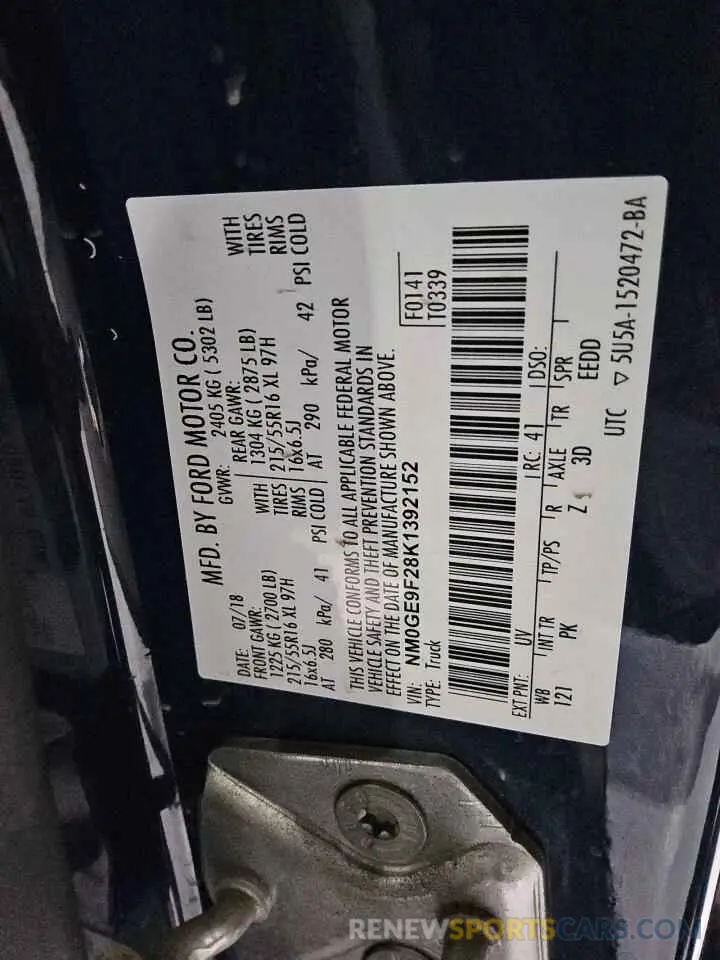 MFD. BY FORD MOTOR CO.
DATE: 07/18 GVWR: 2405 KG ( 5302 LB)
FRONT GAWR: REAR GAWR:
1225 KG (2700 LB) WITH 1304 KG ( 2875 LB) WITH
215/55R16 XL 97H TIRES 215/55R16 XL 97H TIRES
16x6.5J RIMS 16x6.5J RIMS
AT 280 kPa/ 41 PSI COLD AT 290 kPa/ 42 PSI COLD
THIS VEHICLE CONFORMS TO ALL APPLICABLE FEDERAL MOTOR
VEHICLE SAFETY AND THEFT PREVENTION STANDARDS IN
EFFECT ON THE DATE OF MANUFACTURE SHOWN ABOVE.
VIN: NM0GE9F28K1392152 F0141
TYPE: Truck T0339
EXT PNT: UV RC: 41 DSO:
WB INT TR TP/PS R AXLE TR SPR
121 PK Z 3D EEDD
UTC ▽ 5U5A-1520472-BA
RENEWSPORTSCARS.COM